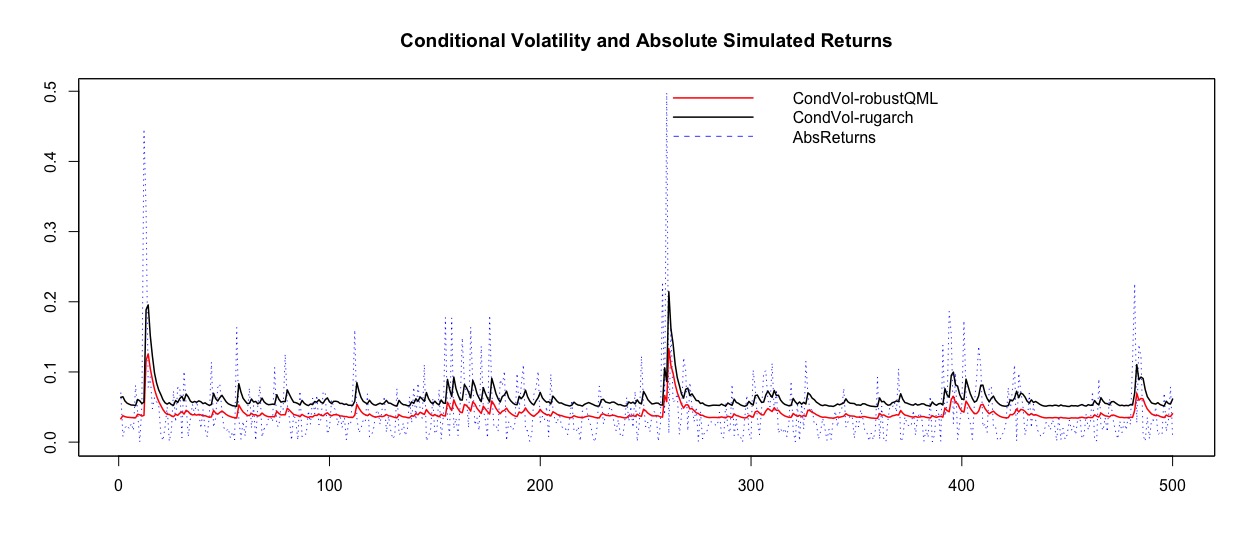 Conditional Volatility and Absolute Simulated Returns
0.5
CondVol-robustQML
CondVol-rugarch
AbsReturns
0.4
0.3
0.2
0.1
0.0
0 100 200 300 400 500